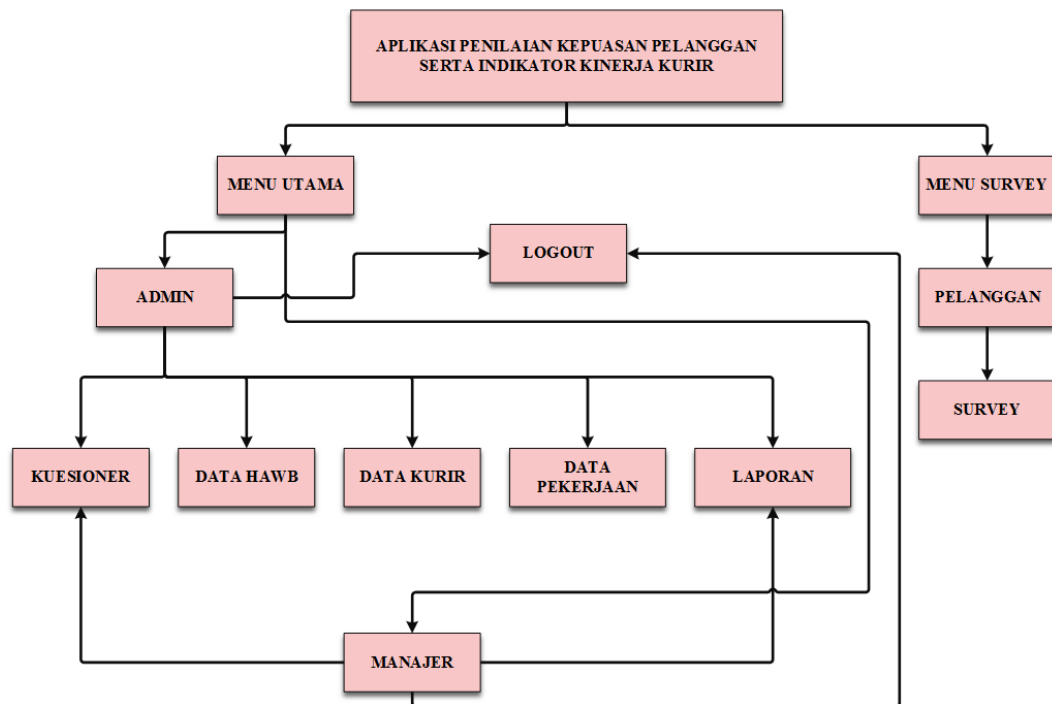 APLIKASI PENILAIAN KEPUASAN PELANGGAN
SERTA INDIKATOR KINERJA KURIR
MENU UTAMA
MENU SURVEY
LOGOUT
ADMIN
PELANGGAN
SURVEY
KUESIONER
DATA HAWB
DATA KURIR
DATA
PEKERJAAN
LAPORAN
MANAJER